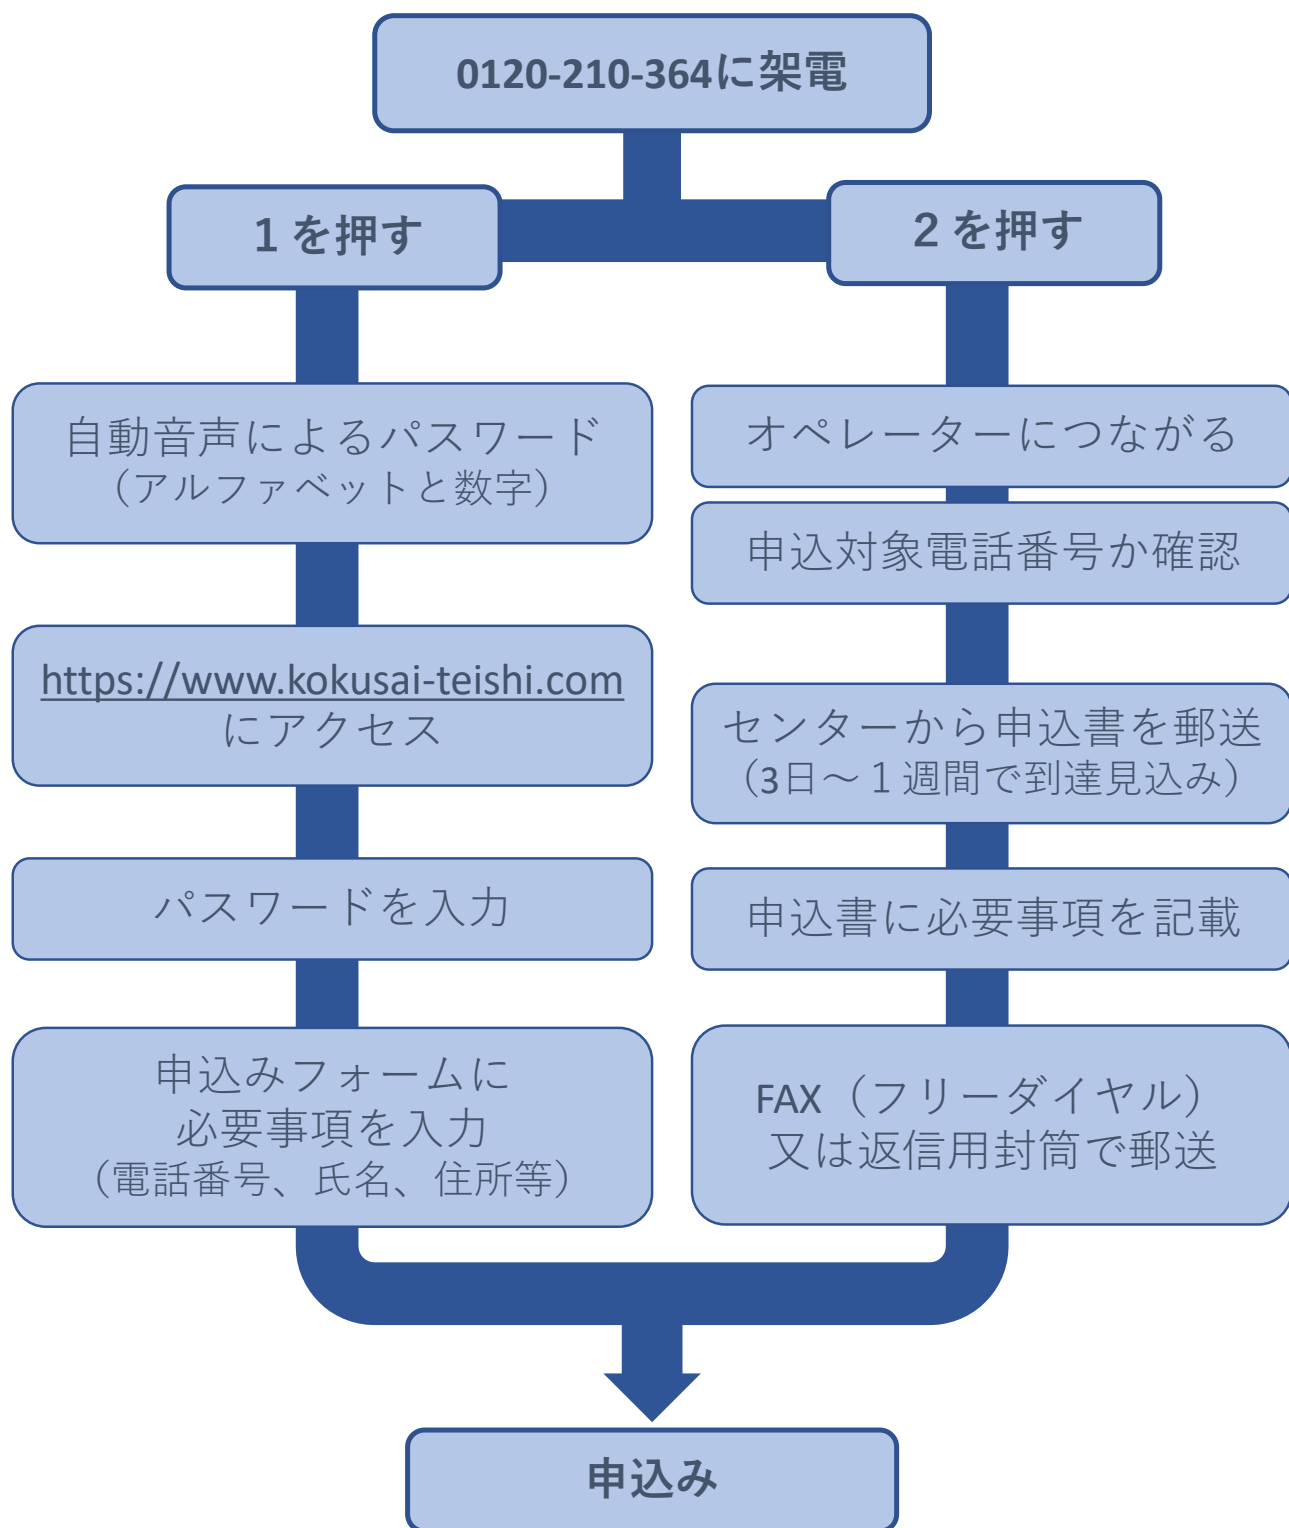 0120-210-364に架電
１を押す
２を押す
自動音声によるパスワード
（アルファベットと数字）
https://www.kokusai-teishi.com
にアクセス
パスワードを入力
申込みフォームに
必要事項を入力
（電話番号、氏名、住所等）
オペレーターにつながる
申込対象電話番号か確認
センターから申込書を郵送
（3日～１週間で到達見込み）
申込書に必要事項を記載
FAX（フリーダイヤル）
又は返信用封筒で郵送
申込み